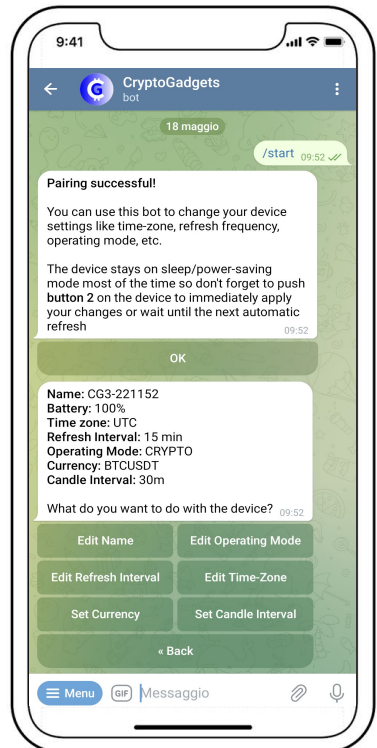 9:41
CryptoGadgets
bot
18 maggio
/start 09:52
Pairing successful!
You can use this bot to change your device
settings like time-zone, refresh frequency,
operating mode, etc.
The device stays on sleep/power-saving
mode most of the time so don't forget to push
button 2 on the device to immediately apply
your changes or wait until the next automatic
refresh
09:52
OK
Name: CG3-221152
Battery: 100%
Time zone: UTC
Refresh Interval: 15 min
Operating Mode: CRYPTO
Currency: BTCUSDT
Candle Interval: 30m
What do you want to do with the device? 09:52
Edit Name Edit Operating Mode
Edit Refresh Interval Edit Time-Zone
Set Currency Set Candle Interval
« Back
Menu GIF Messaggio